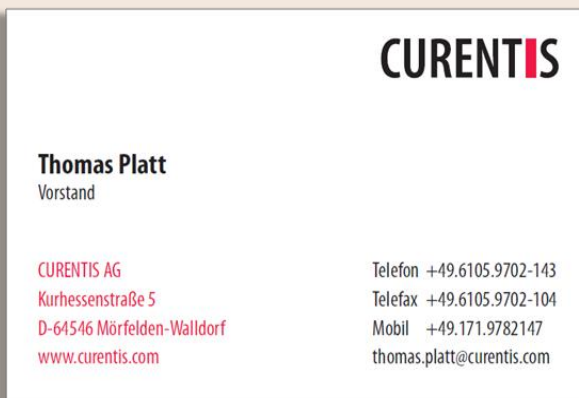 CURENTIS
Thomas Platt
Vorstand
CURENTIS AG
Kurhessenstraße 5
D-64546 Mörfelden-Walldorf
www.curentis.com
Telefon +49.6105.9702-143
Telefax +49.6105.9702-104
Mobil +49.171.9782147
thomas.platt@curentis.com